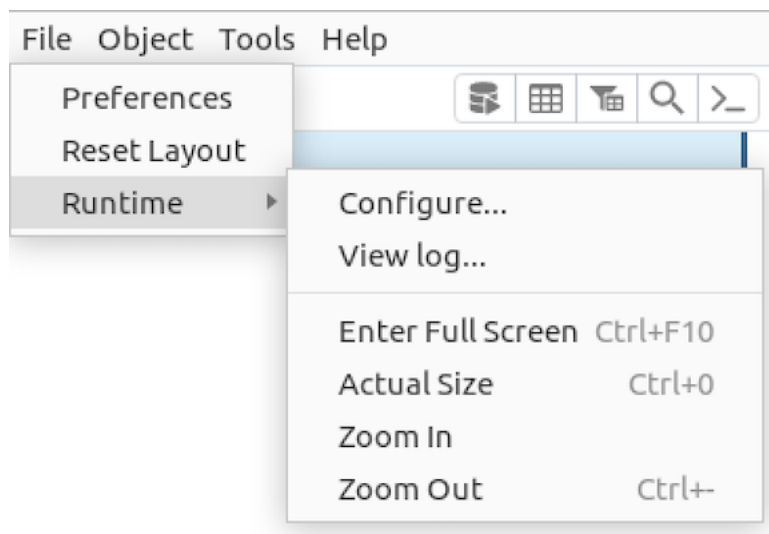 File Object Tools Help
Preferences
Reset Layout
Runtime
Configure...
View log...
Enter Full Screen Ctrl+F10
Actual Size Ctrl+0
Zoom In
Zoom Out Ctrl+-